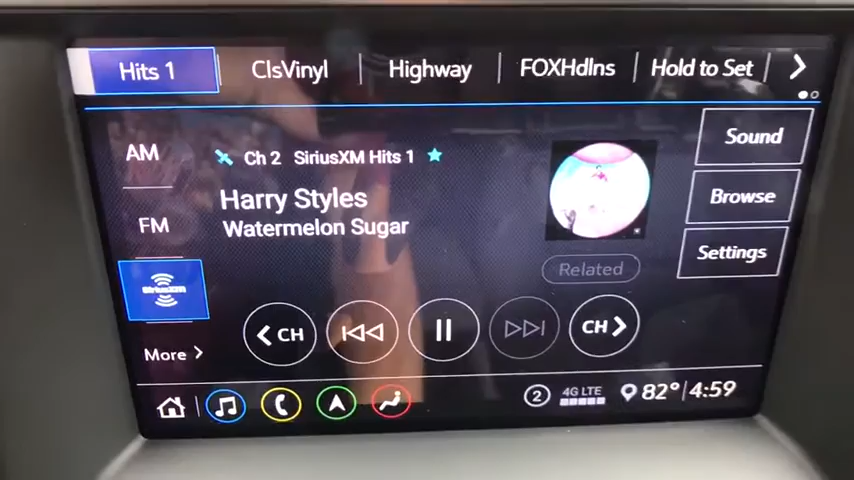 Hits 1
ClsVinyl
Highway
FOXHdlns
Hold to Set
AM
Ch 2 SiriusXM Hits 1
Sound
Harry Styles
Browse
FM
Watermelon Sugar
Settings
Related
SiriusXM
CH
CH
More
2
4G LTE
82° 4:59